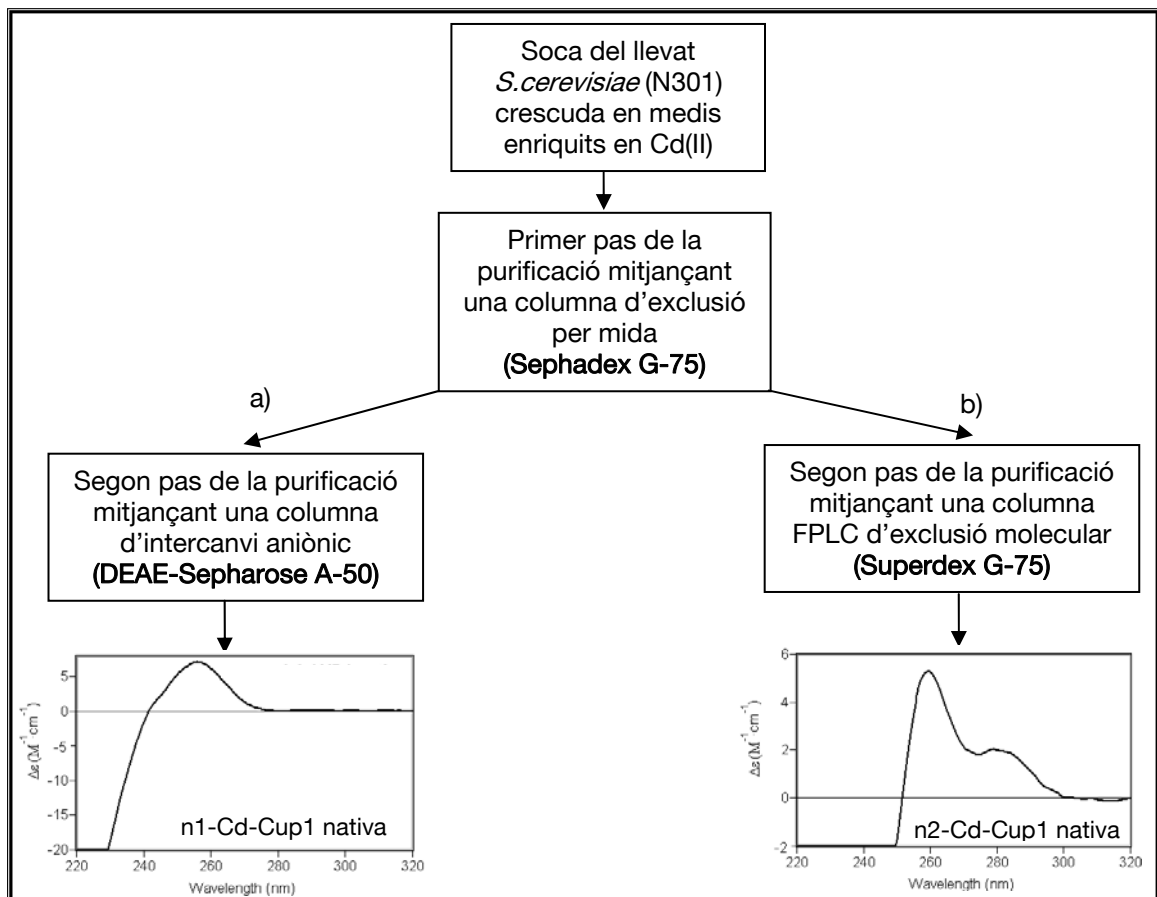 Soca del llevat
S.cerevisiae (N301)
crescuda en medis
enriquits en Cd(II)
Primer pas de la
purificació mitjançant
una columna d'exclusió
per mida
(Sephadex G-75)
a)
b)
Segon pas de la purificació
mitjançant una columna
d'intercanvi aniònic
(DEAE-Sepharose A-50)
Segon pas de la purificació
mitjançant una columna
FPLC d'exclusió molecular
(Superdex G-75)
5
0
-5
-10
-15
-20
Δε (M⁻¹cm⁻¹)
n1-Cd-Cup1 nativa
220 240 260 280 300 320
Wavelength (nm)
6
4
2
0
-2
Δε (M⁻¹cm⁻¹)
n2-Cd-Cup1 nativa
220 240 260 280 300 320
Wavelength (nm)